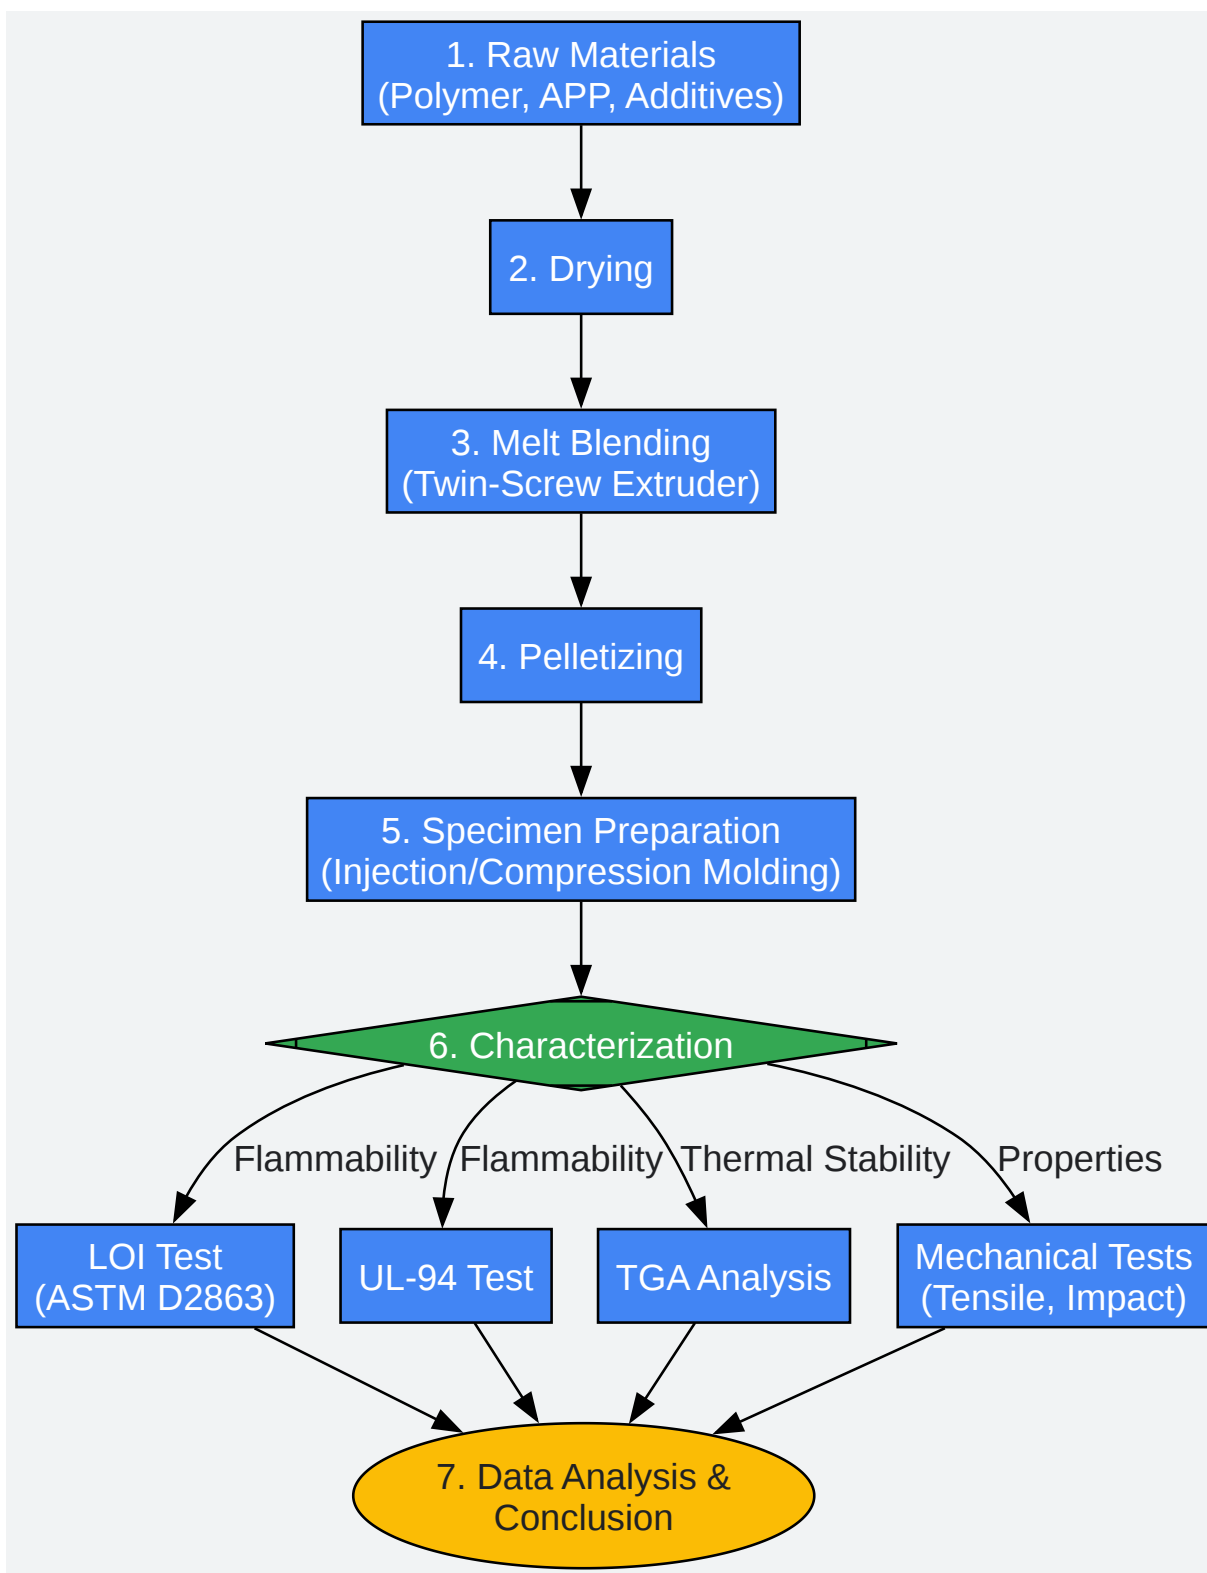 1. Raw Materials
(Polymer, APP, Additives)
2. Drying
3. Melt Blending
(Twin-Screw Extruder)
4. Pelletizing
5. Specimen Preparation
(Injection/Compression Molding)
6. Characterization
Flammability
Flammability
Thermal Stability
Properties
LOI Test
(ASTM D2863)
UL-94 Test
TGA Analysis
Mechanical Tests
(Tensile, Impact)
7. Data Analysis &
Conclusion